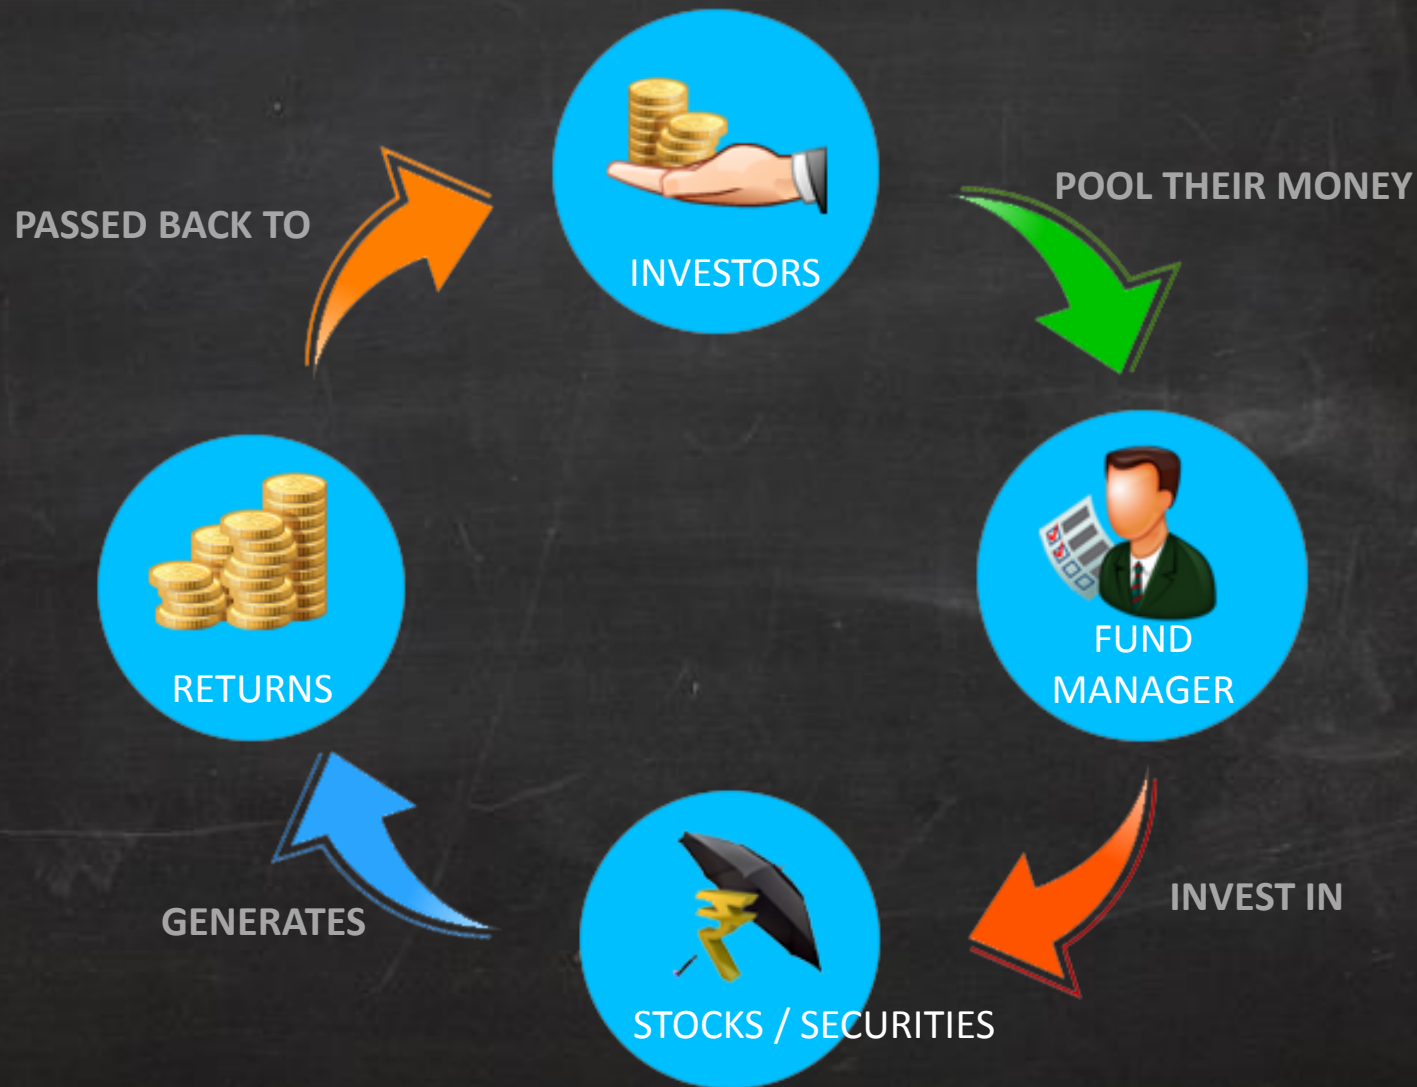 INVESTORS
POOL THEIR MONEY
FUND
MANAGER
INVEST IN
STOCKS / SECURITIES
GENERATES
RETURNS
PASSED BACK TO